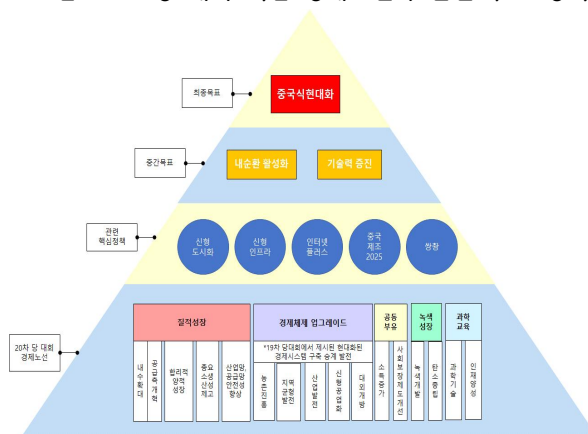 최종목표
중국식현대화
중간목표
내순환 활성화
기술력 증진
관련
핵심정책
신형
도시화
신형
인프라
인터넷
플러스
중국
제조
2025
쌍창
20차 당 대회
경제노선
질적성장
경제체제 업그레이드
공동
부유
녹색
성장
과학
교육
*19차 당대회에서 제시된 현대화된
경제시스템 구축 승계 발전
내수확대
공급측개혁
합리적
양적
성장
총요
소생
산성
제고
산업망,
공급망
안전성
향상
농촌진흥
지역
균형
발전
산업발전
신형공업화
대외개방
소득증가
사회보장제도개선
녹색개발
탄소중립
과학기술
인재양성